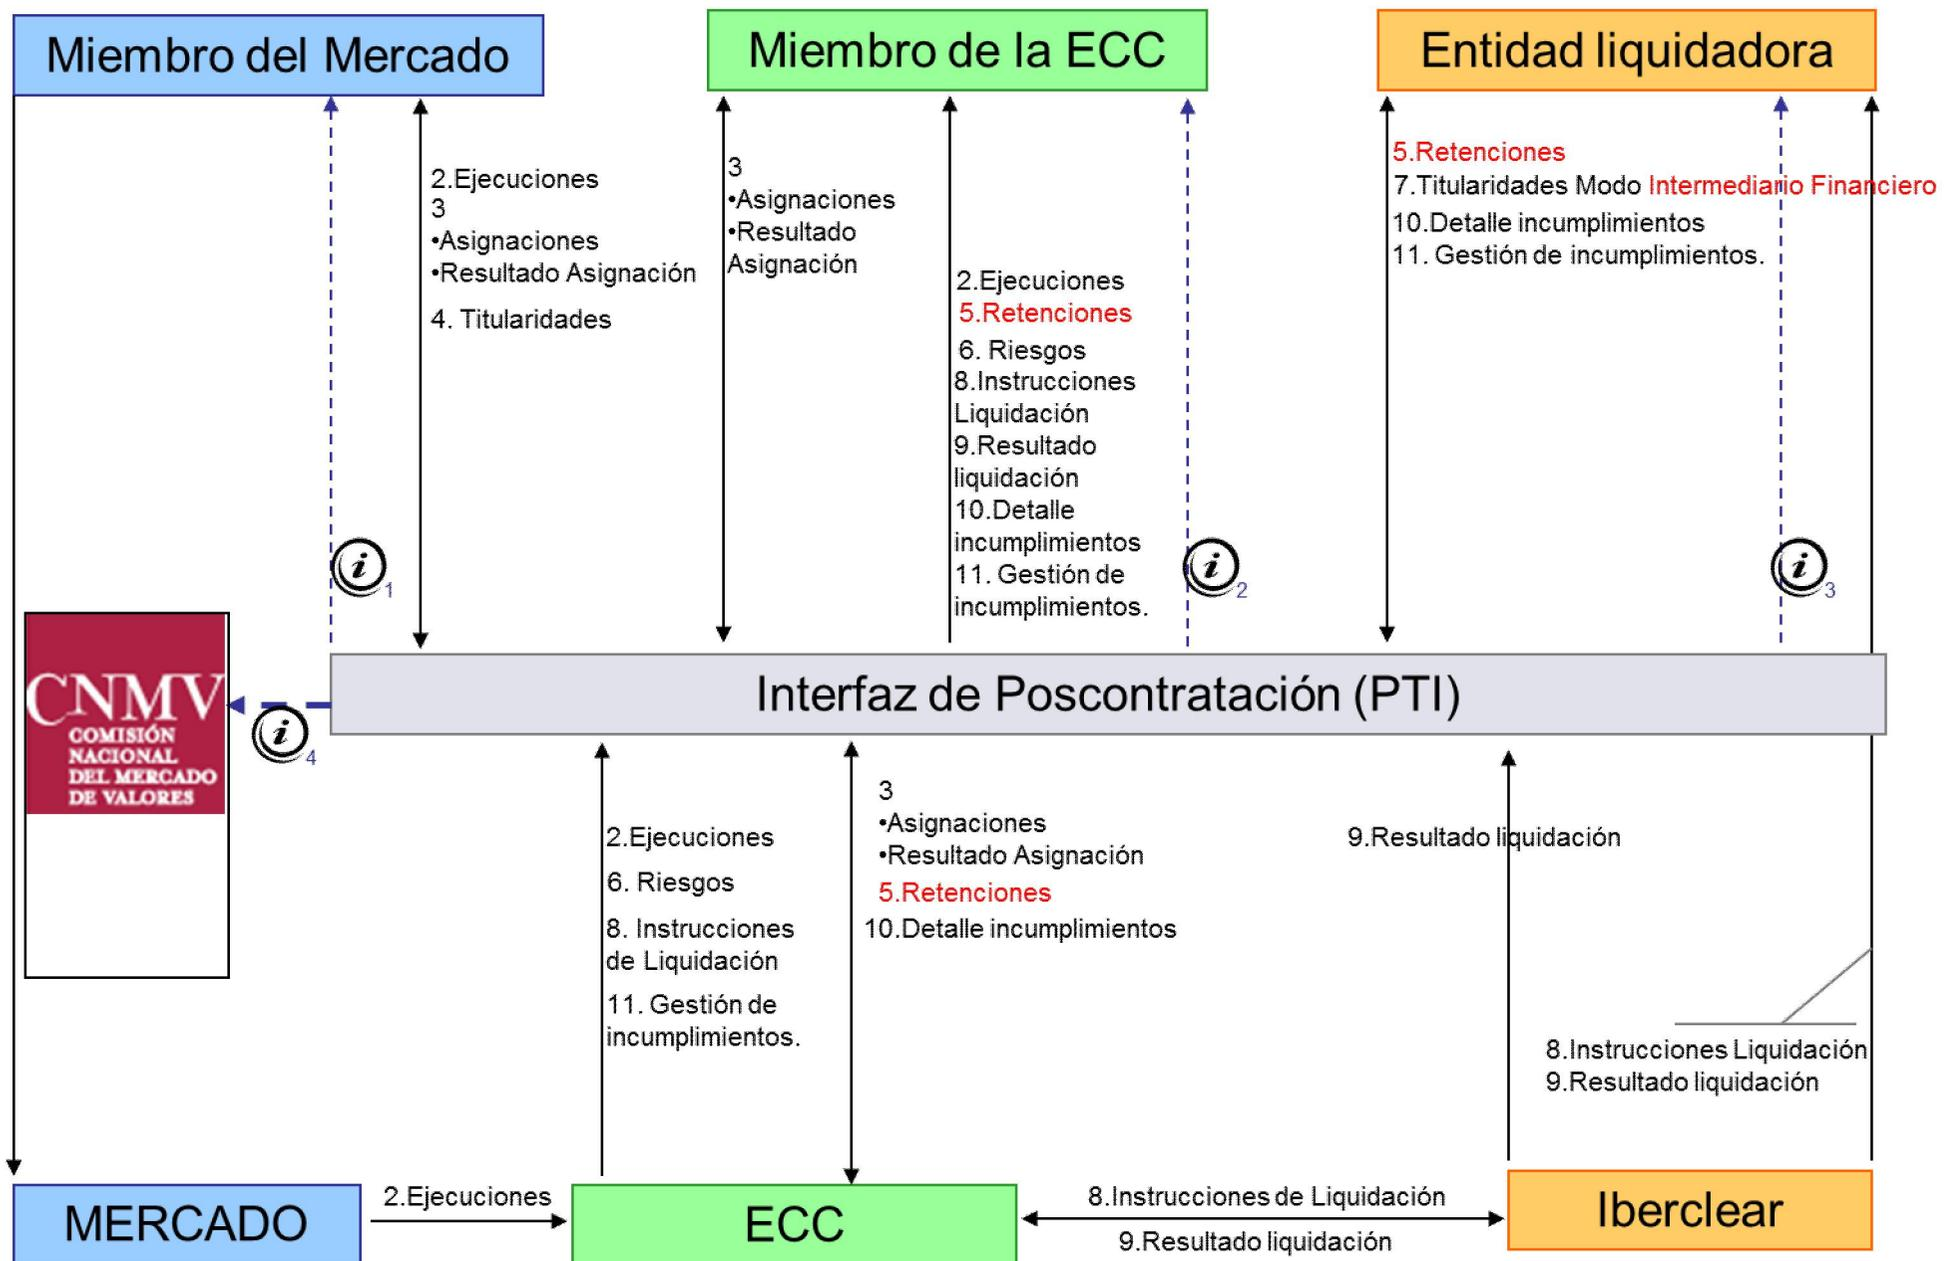 Miembro del Mercado
Miembro de la ECC
Entidad liquidadora
2.Ejecuciones
3
•Asignaciones
•Resultado Asignación
4. Titularidades
3
•Asignaciones
•Resultado
Asignación
2.Ejecuciones
5.Retenciones
6. Riesgos
8.Instrucciones
Liquidación
9.Resultado
liquidación
10.Detalle
incumplimientos
11. Gestión de
incumplimientos.
5.Retenciones
7.Titularidades Modo Intermediario Financiero
10.Detalle incumplimientos
11. Gestión de incumplimientos.
i 1
i 2
i 3
Interfaz de Poscontratación (PTI)
CNMV
COMISIÓN
NACIONAL
DEL MERCADO
DE VALORES
i 4
2.Ejecuciones
6. Riesgos
8. Instrucciones
de Liquidación
11. Gestión de
incumplimientos.
3
•Asignaciones
•Resultado Asignación
5.Retenciones
10.Detalle incumplimientos
9.Resultado liquidación
8.Instrucciones Liquidación
9.Resultado liquidación
MERCADO
2.Ejecuciones
ECC
8.Instrucciones de Liquidación
9.Resultado liquidación
Iberclear